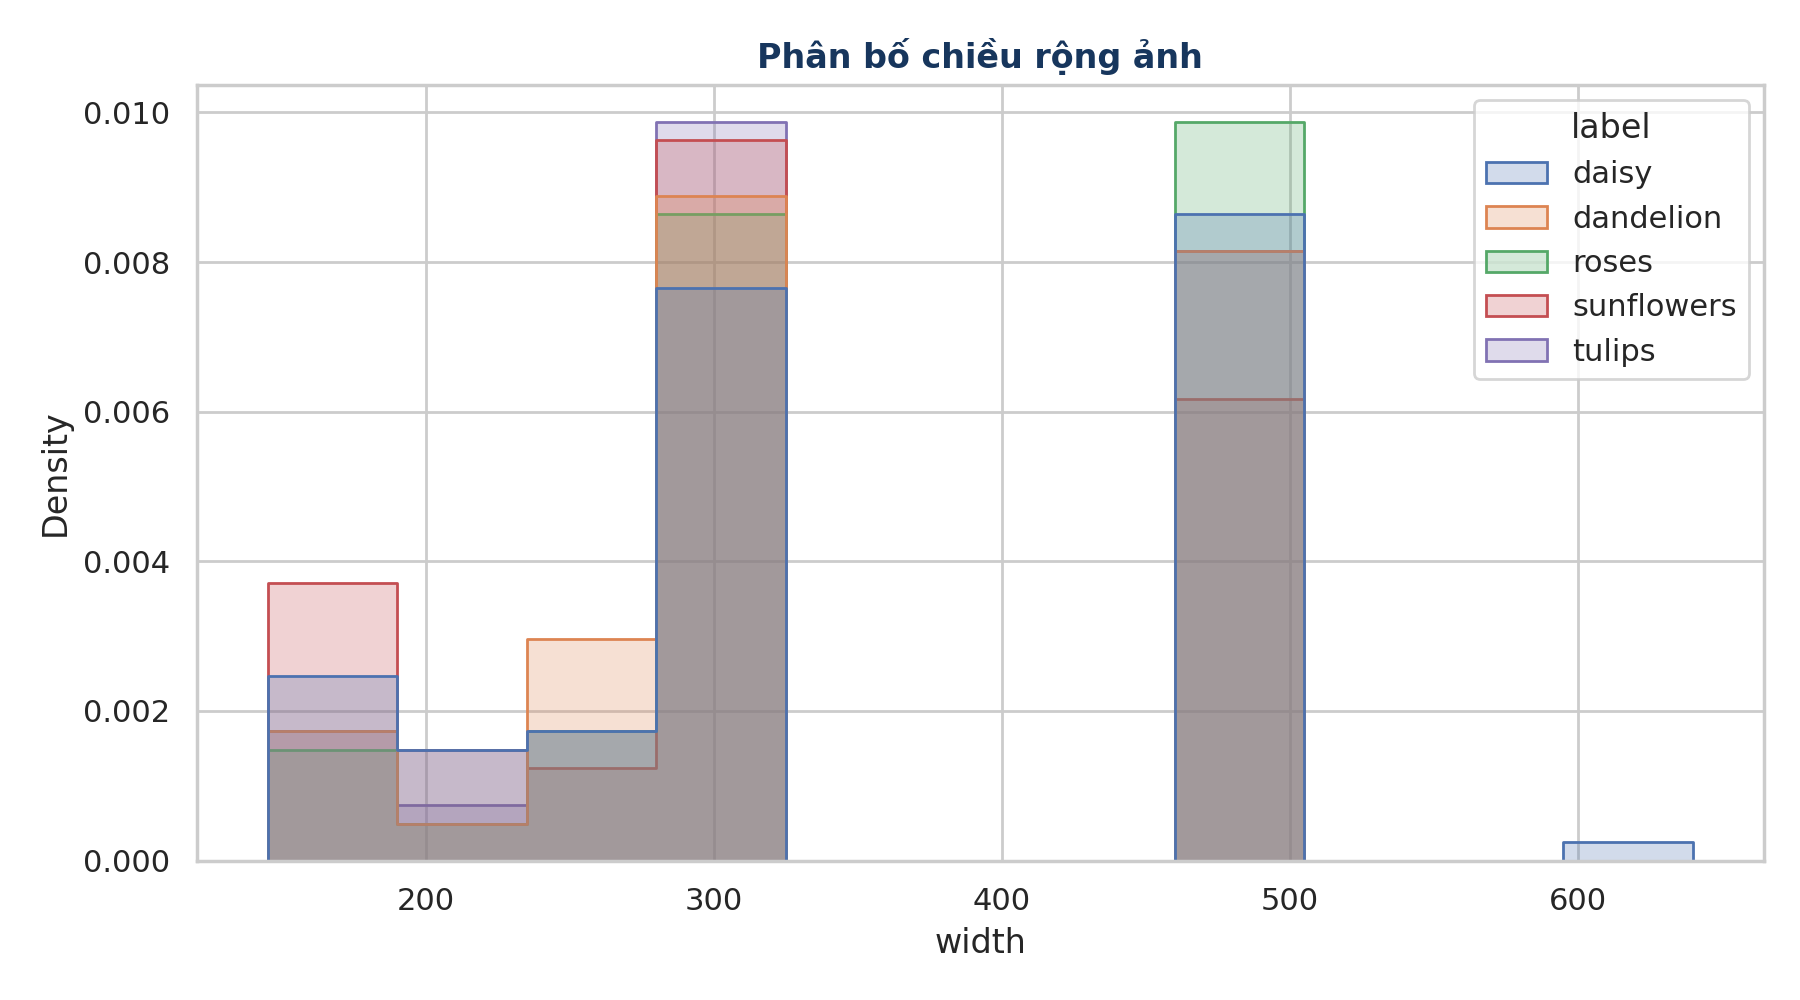 Phân bố chiều rộng ảnh
0.010
0.008
0.006
0.004
0.002
0.000
Density
200 300 400 500 600
width
label
daisy
dandelion
roses
sunflowers
tulips